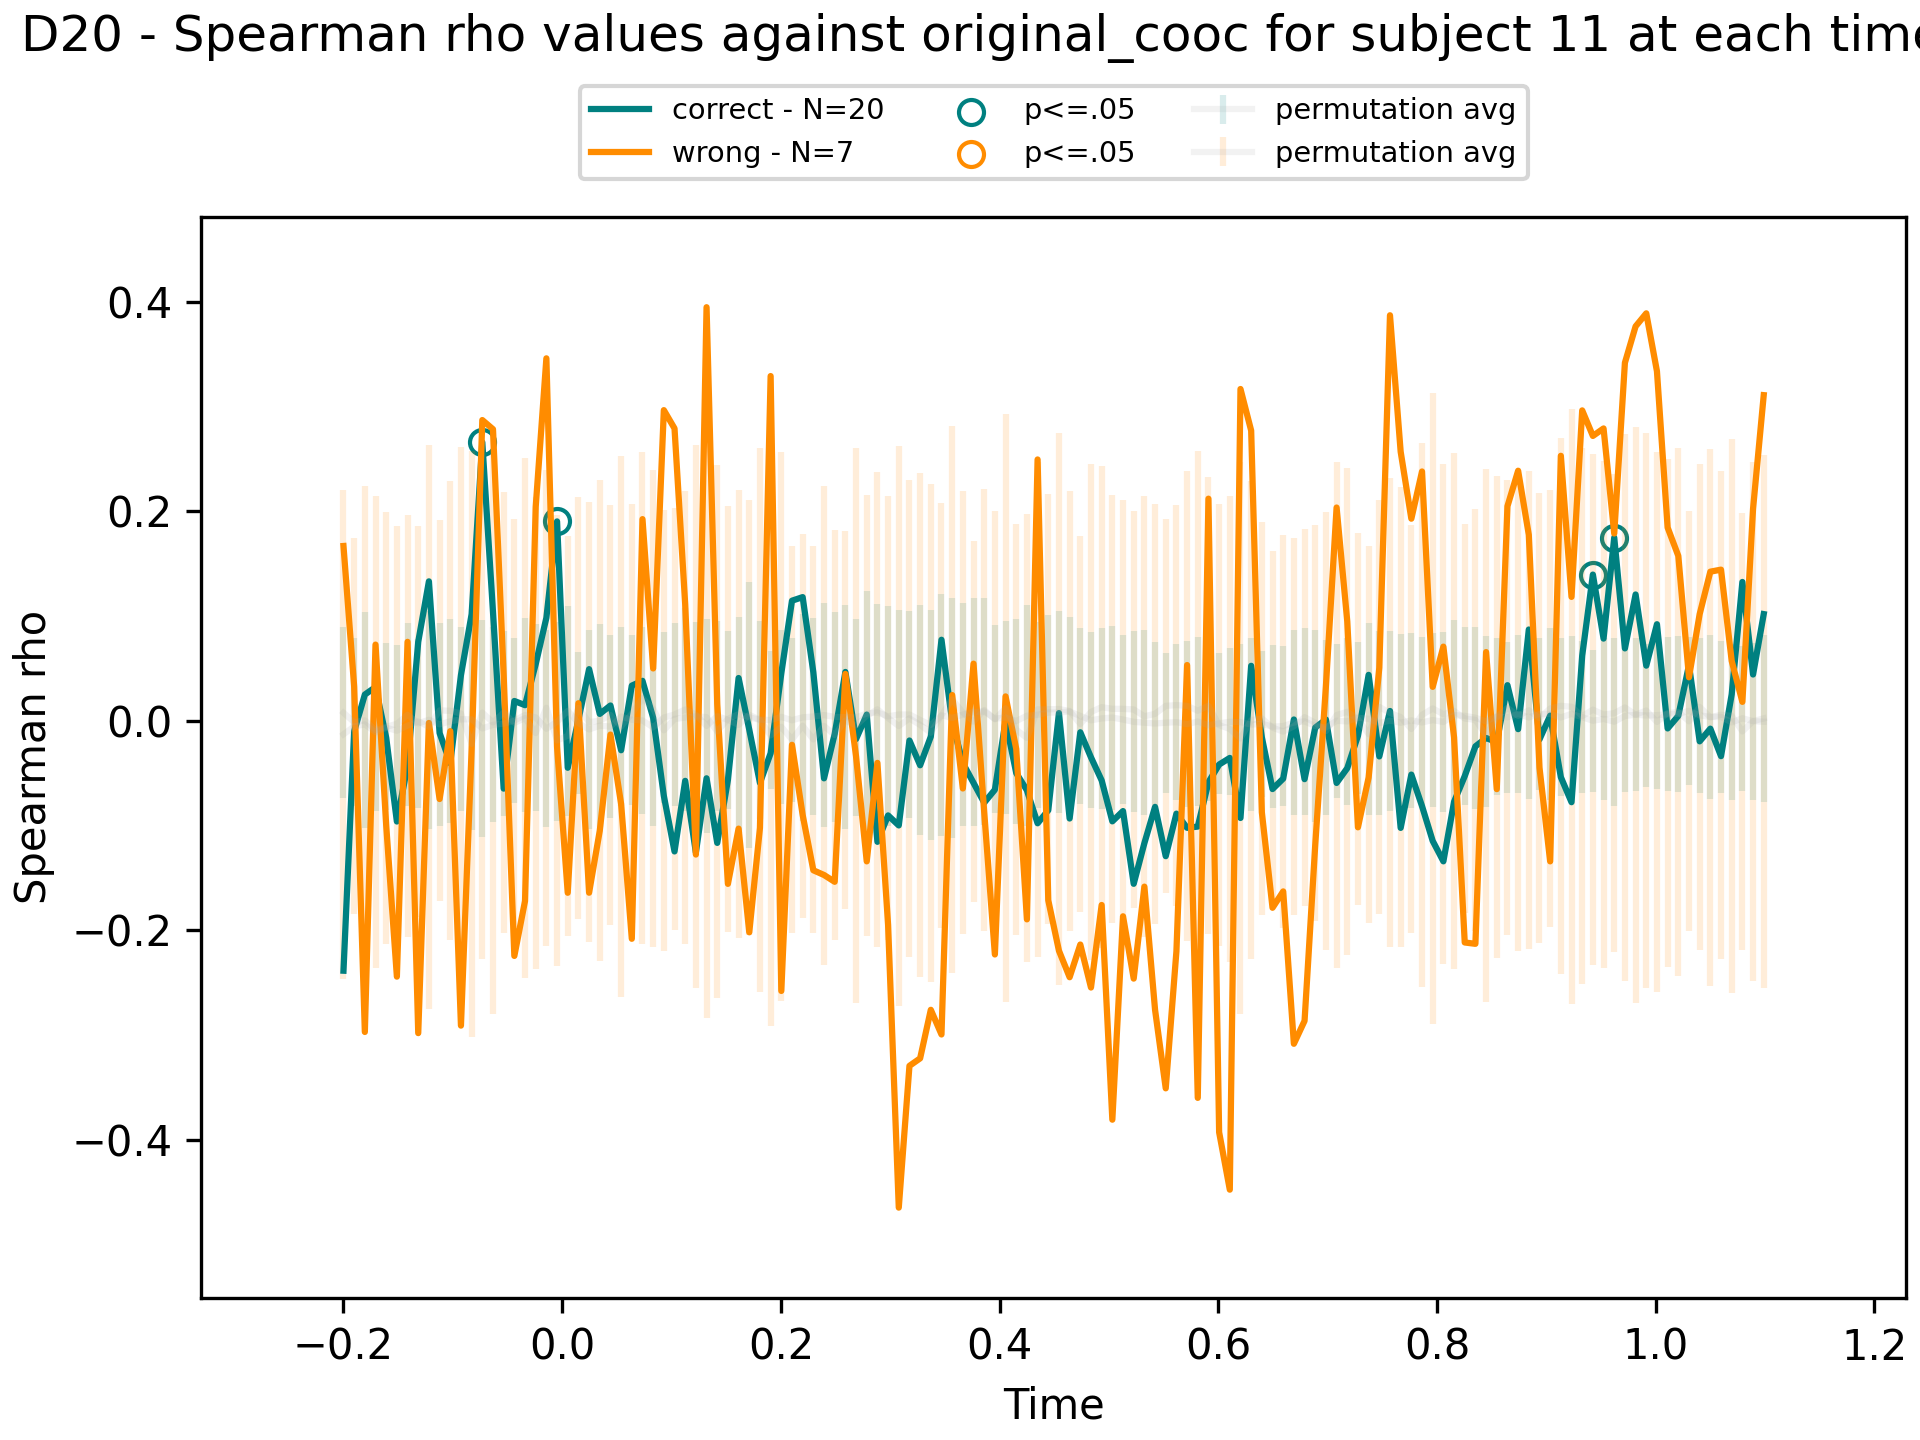 D20 - Spearman rho values against original_cooc for subject 11 at each time
correct - N=20
wrong - N=7
p<=.05
p<=.05
permutation avg
permutation avg
0.4
0.2
0.0
−0.2
−0.4
Spearman rho
−0.2
0.0
0.2
0.4
0.6
0.8
1.0
1.2
Time